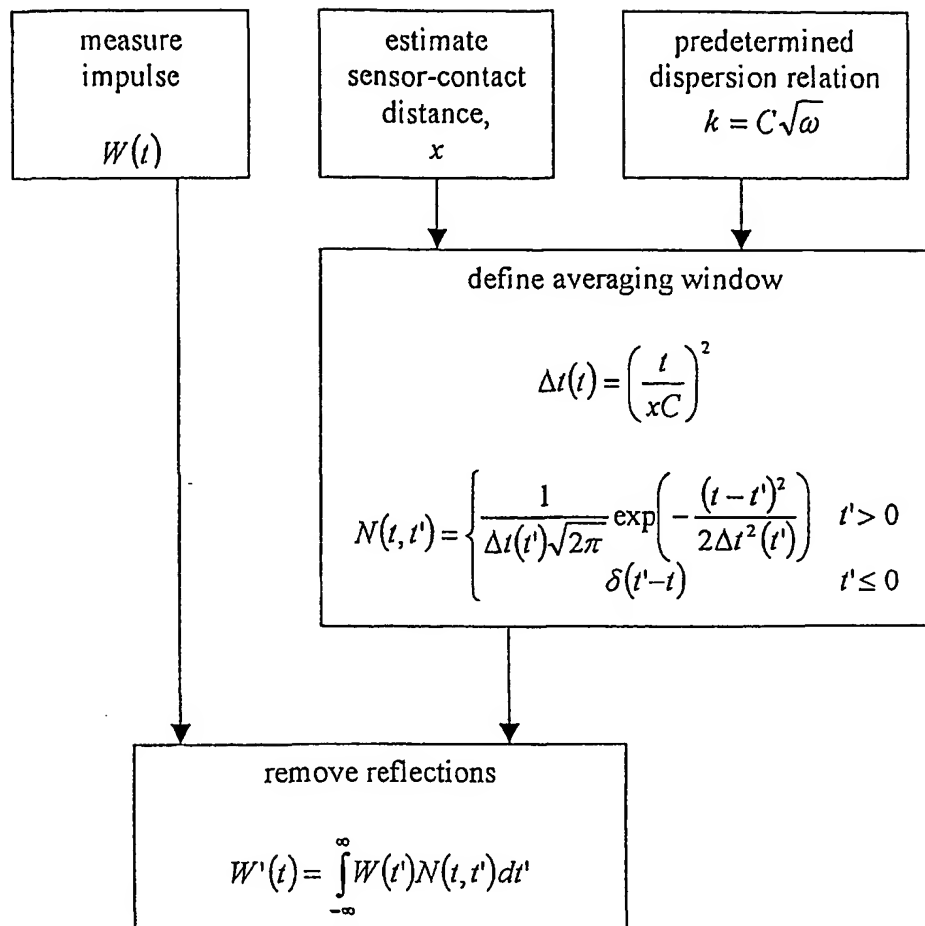 measure
impulse
W(t)
estimate
sensor-contact
distance,
x
predetermined
dispersion relation
k = C√ω
define averaging window
Δt(t) = (t / xC)²
N(t, t') = { 1 / (Δt(t')√2π) exp(− (t − t')² / 2Δt²(t')) t' > 0
δ(t'−t) t' ≤ 0
remove reflections
W'(t) = ∫_{−∞}^{∞} W(t')N(t, t')dt'